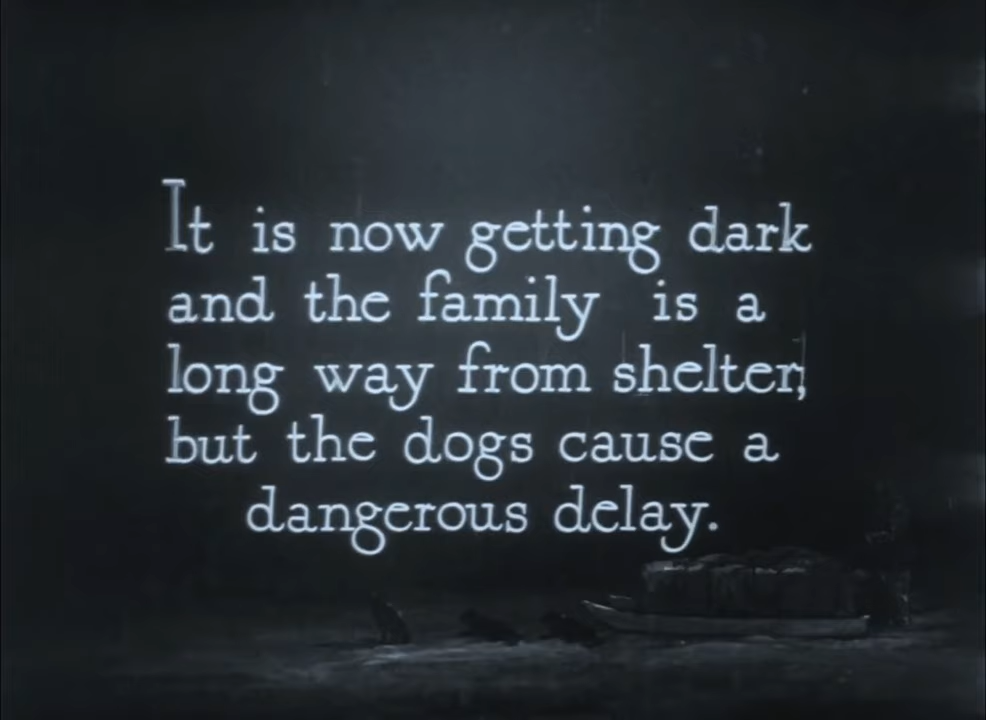 It is now getting dark
and the family is a
long way from shelter,
but the dogs cause a
dangerous delay.